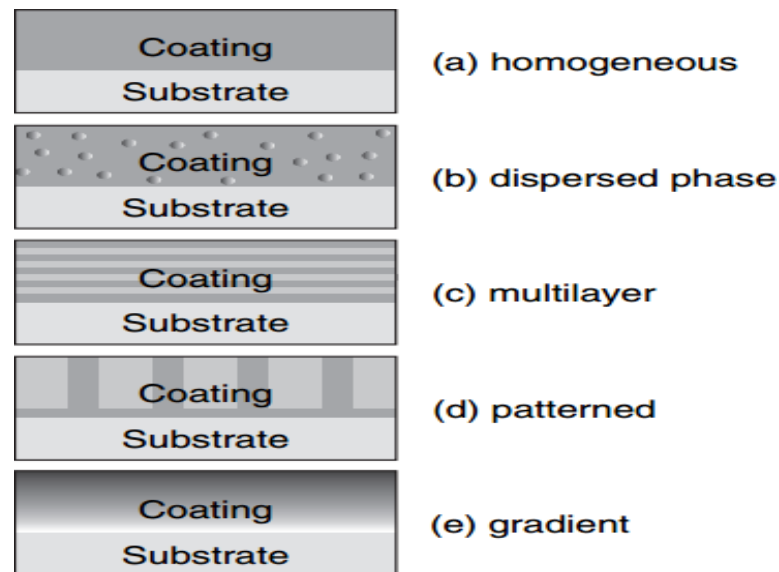 Coating
Substrate
(a) homogeneous
Coating
Substrate
(b) dispersed phase
Coating
Substrate
(c) multilayer
Coating
Substrate
(d) patterned
Coating
Substrate
(e) gradient